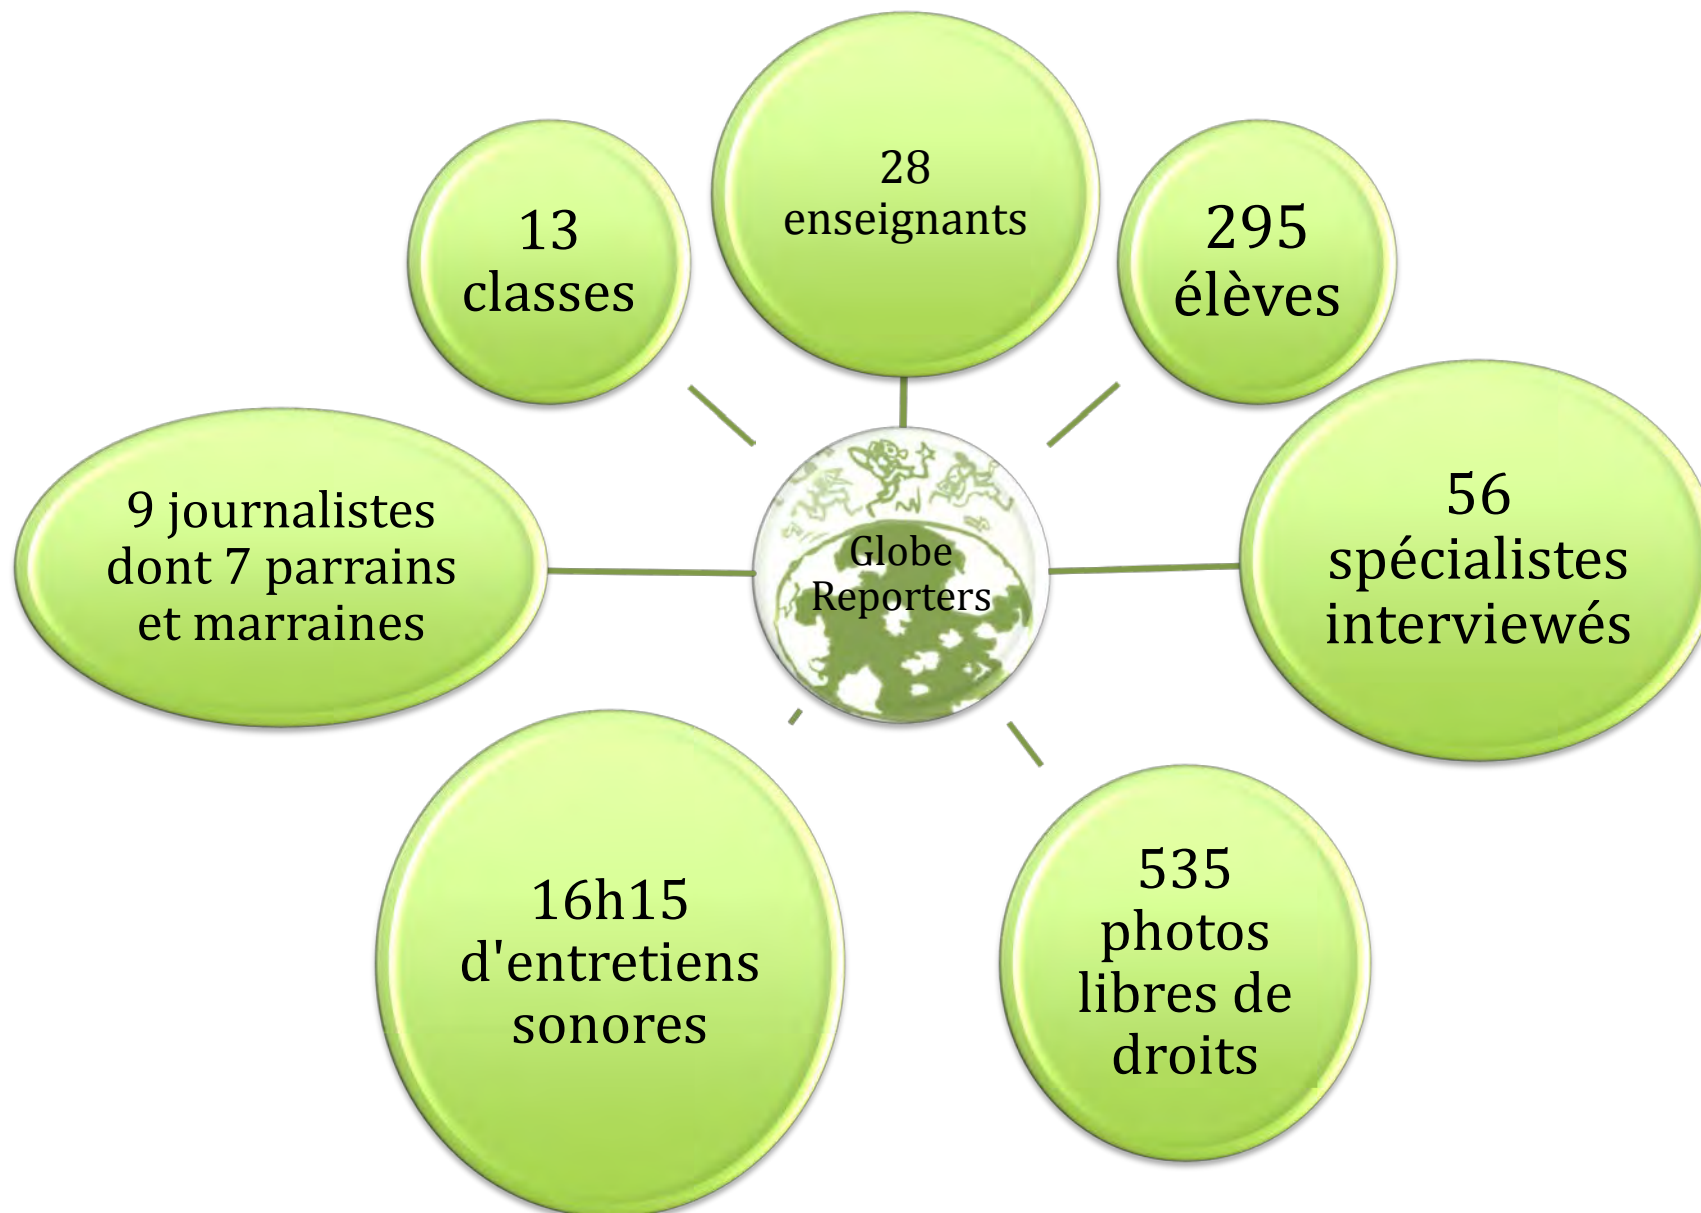 28
enseignants
13
classes
295
élèves
9 journalistes
dont 7 parrains
et marraines
Globe
Reporters
56
spécialistes
interviewés
16h15
d'entretiens
sonores
535
photos
libres de
droits